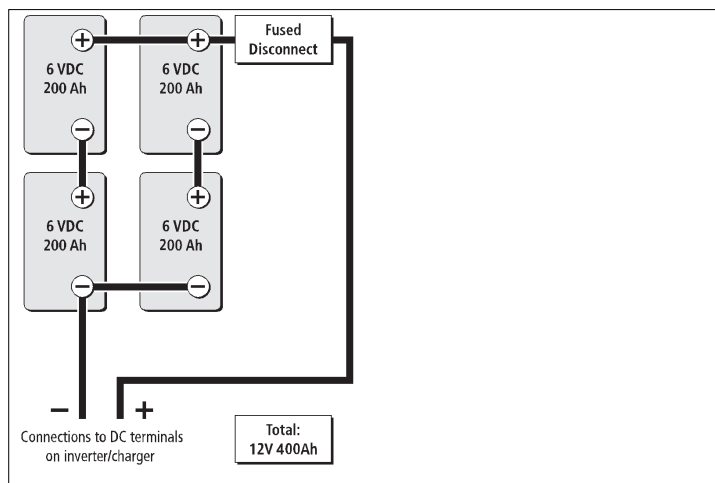 +
+
Fused
Disconnect
6 VDC
200 Ah
6 VDC
200 Ah
−
−
+
+
6 VDC
200 Ah
6 VDC
200 Ah
−
−
− +
Connections to DC terminals
on inverter/charger
Total:
12V 400Ah